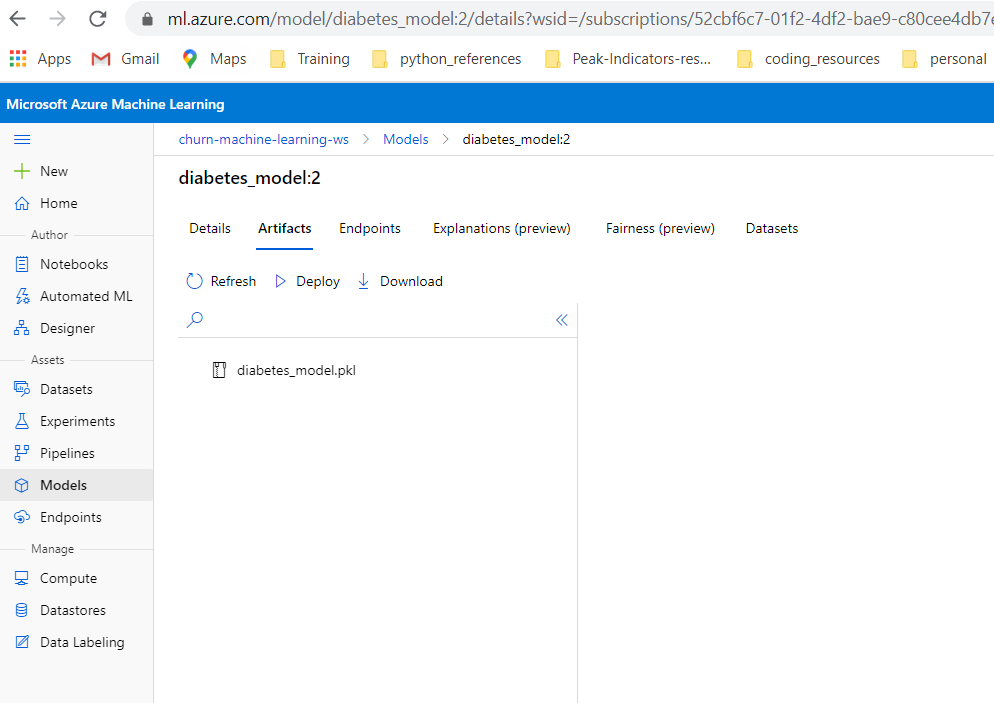 ml.azure.com/model/diabetes_model:2/details?wsid=/subscriptions/52cbf6c7-01f2-4df2-bae9-c80cee4db7e
Apps Gmail Maps Training python_references Peak-Indicators-res... coding_resources personal
Microsoft Azure Machine Learning
churn-machine-learning-ws > Models > diabetes_model:2
diabetes_model:2
New
Home
Author
Notebooks
Automated ML
Designer
Assets
Datasets
Experiments
Pipelines
Models
Endpoints
Manage
Compute
Datastores
Data Labeling
Details Artifacts Endpoints Explanations (preview) Fairness (preview) Datasets
Refresh Deploy Download
diabetes_model.pkl